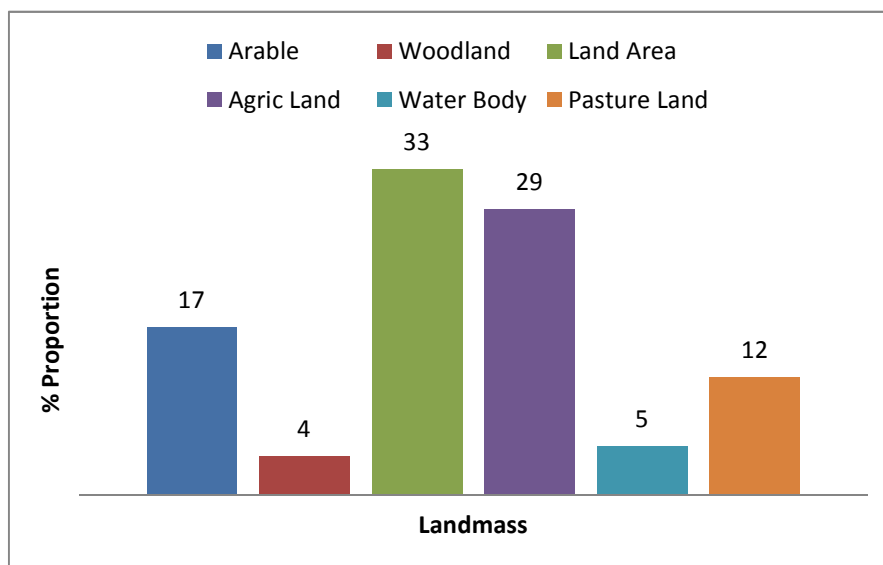 Arable Woodland Land Area
Agric Land Water Body Pasture Land
33
29
17
12
5
4
% Proportion
Landmass